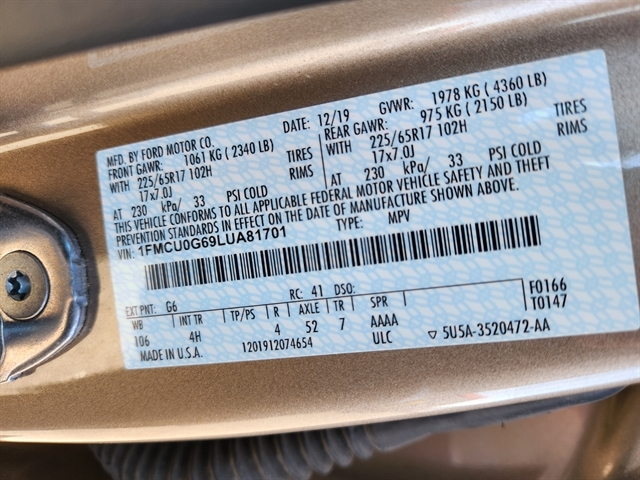 MFD. BY FORD MOTOR CO.
DATE: 12/19
GVWR: 1978 KG ( 4360 LB)
FRONT GAWR: 1061 KG ( 2340 LB)
REAR GAWR: 975 KG ( 2150 LB)
WITH 225/65R17 102H TIRES
225/65R17 102H TIRES
17x7.0J RIMS
17x7.0J RIMS
AT 230 kPa/ 33 PSI COLD
AT 230 kPa/ 33 PSI COLD
THIS VEHICLE CONFORMS TO ALL APPLICABLE FEDERAL MOTOR VEHICLE SAFETY AND THEFT
PREVENTION STANDARDS IN EFFECT ON THE DATE OF MANUFACTURE SHOWN ABOVE.
VIN: 1FMCU0G69LUA81701
TYPE: MPV
EXT PNT: G6 RC: 41 DSO: F0166
WB INT TR TP/PS R AXLE TR SPR T0147
106 4H 4 52 7 AAAA
MADE IN U.S.A. 1201912074654 ULC ▽ 5U5A-3520472-AA